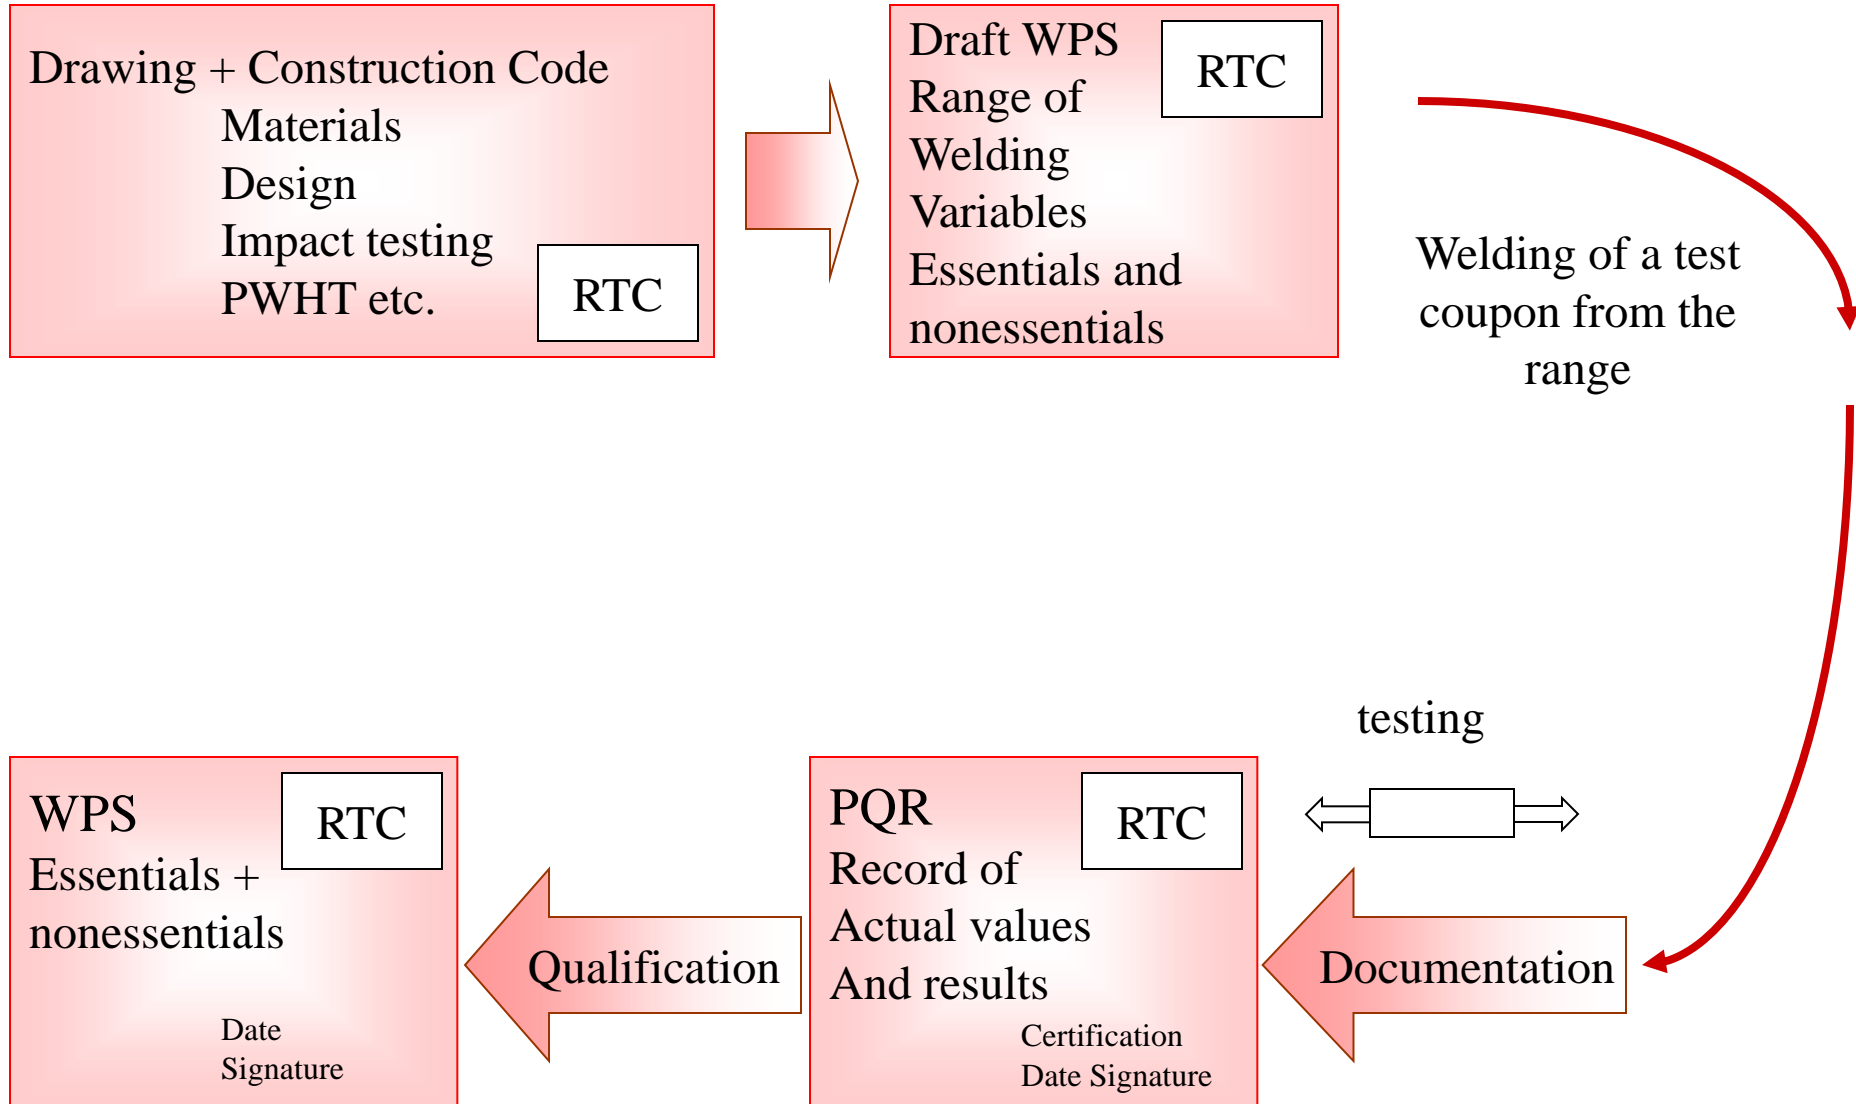 Drawing + Construction Code
Materials
Design
Impact testing
PWHT etc.
RTC
Draft WPS
Range of
Welding
Variables
Essentials and
nonessentials
RTC
Welding of a test
coupon from the
range
testing
Documentation
PQR
Record of
Actual values
And results
Certification
Date Signature
RTC
Qualification
WPS
Essentials +
nonessentials
Date
Signature
RTC